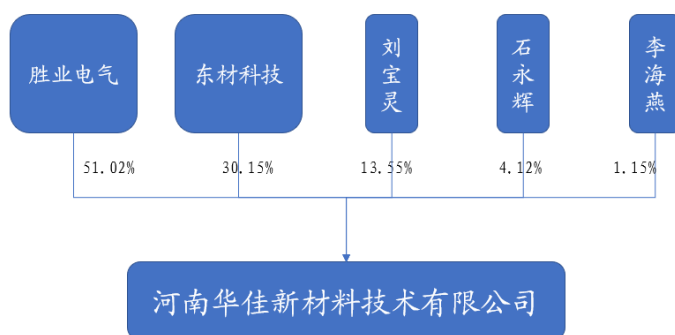 胜业电气
东材科技
刘宝灵
石永辉
李海燕
51.02%
30.15%
13.55%
4.12%
1.15%
河南华佳新材料技术有限公司